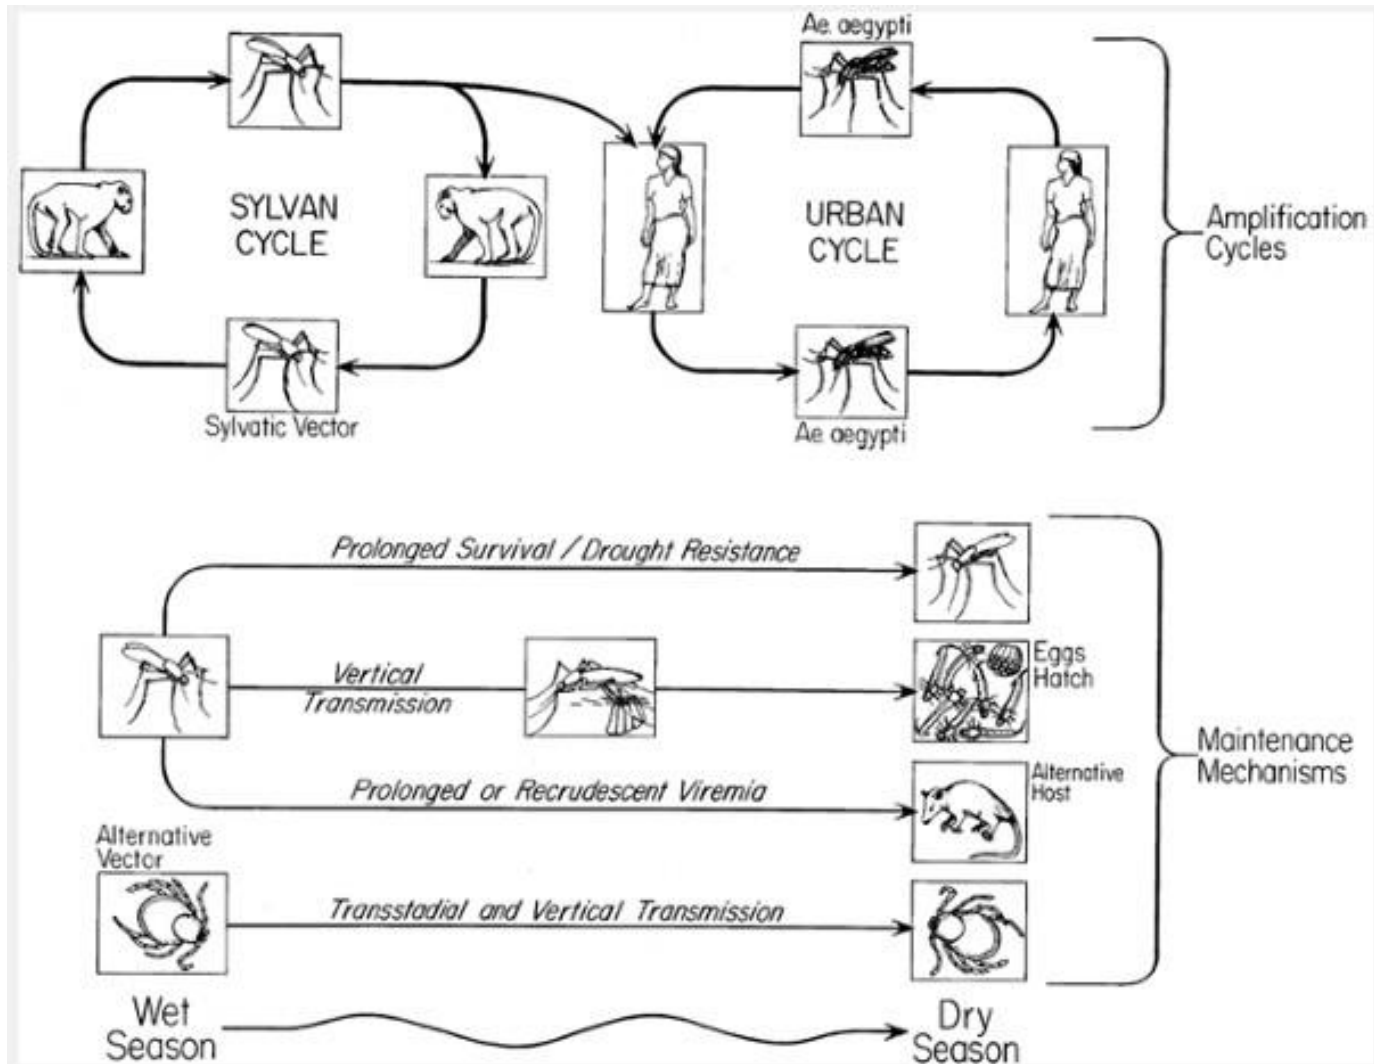 Ae. aegypti
SYLVAN
CYCLE
URBAN
CYCLE
Amplification
Cycles
Sylvatic Vector
Ae. aegypti
Prolonged Survival / Drought Resistance
Vertical
Transmission
Eggs
Hatch
Prolonged or Recrudescent Viremia
Alternative
Host
Maintenance
Mechanisms
Alternative
Vector
Transstadial and Vertical Transmission
Wet
Season
Dry
Season